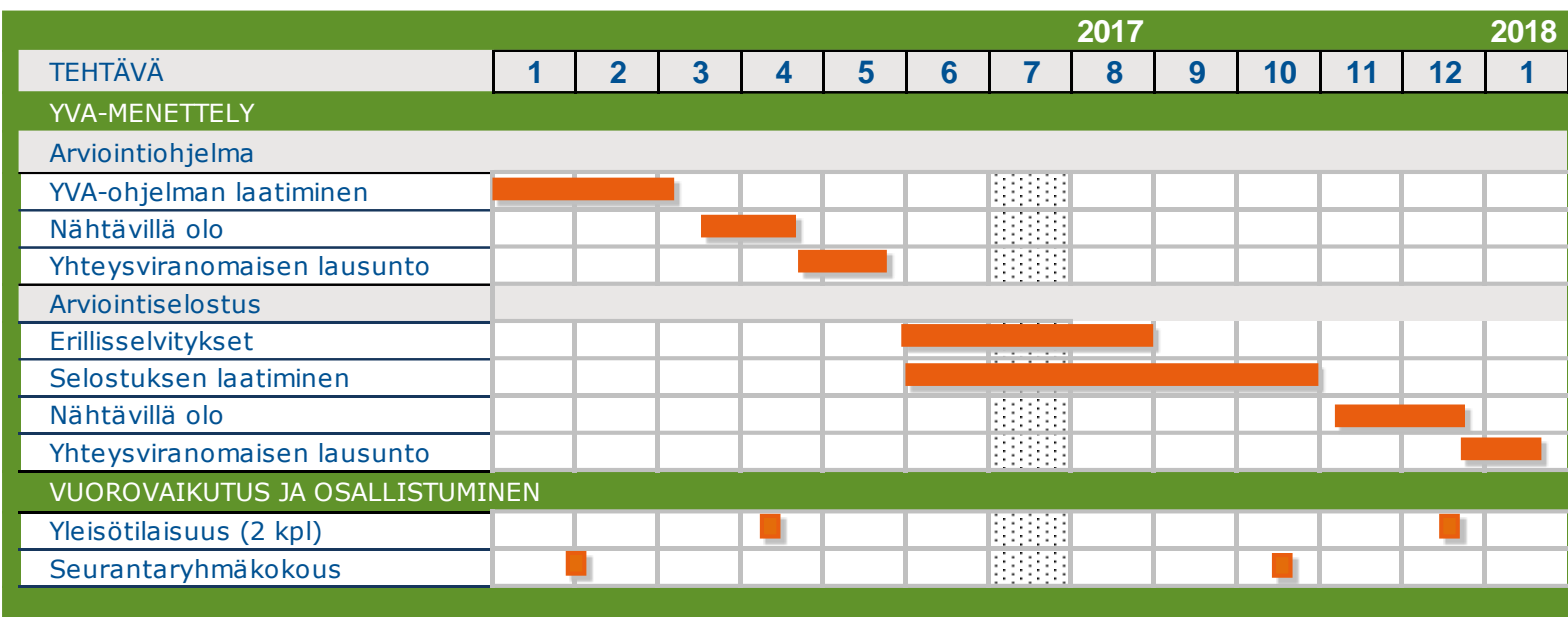 2017 2018
TEHTÄVÄ 1 2 3 4 5 6 7 8 9 10 11 12 1
YVA-MENETTELY
Arviointiohjelma
YVA-ohjelman laatiminen
Nähtävillä olo
Yhteysviranomaisen lausunto
Arviointiselostus
Erillisselvitykset
Selostuksen laatiminen
Nähtävillä olo
Yhteysviranomaisen lausunto
VUOROVAIKUTUS JA OSALLISTUMINEN
Yleisötilaisuus (2 kpl)
Seurantaryhmäkokous